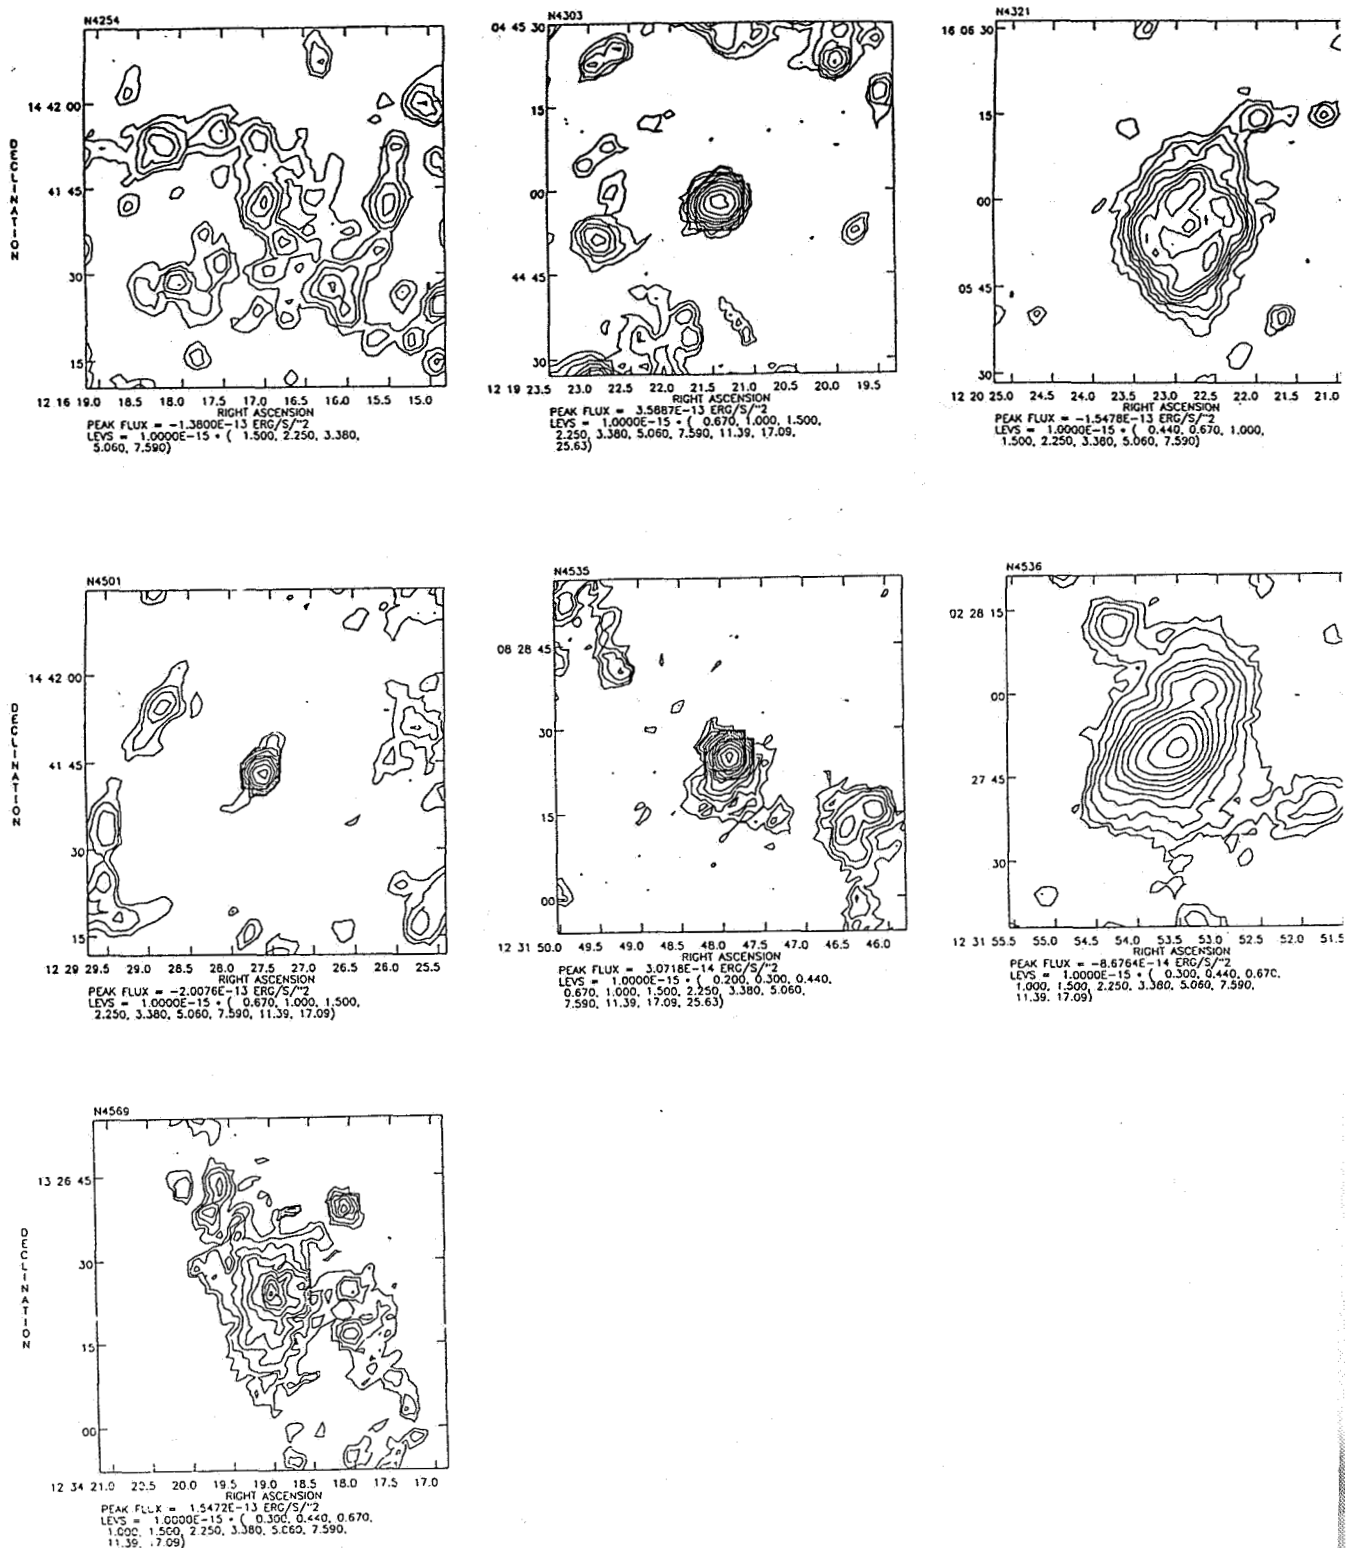 N4254
14 42 00
41 45
30
15
DECLINATION
12 16 19.0 18.5 18.0 17.5 17.0 16.5 16.0 15.5 15.0
RIGHT ASCENSION
PEAK FLUX = -1.3800E-13 ERG/S/"2
LEVS = 1.0000E-15 * ( 1.500, 2.250, 3.380,
5.060, 7.590)
N4303
04 45 30
15
00
44 45
30
12 19 23.5 23.0 22.5 22.0 21.5 21.0 20.5 20.0 19.5
RIGHT ASCENSION
PEAK FLUX = 3.5887E-13 ERG/S/"2
LEVS = 1.0000E-15 * ( 0.670, 1.000, 1.500,
2.250, 3.380, 5.060, 7.590, 11.39, 17.09,
25.63)
N4321
16 06 30
15
00
05 45
30
12 20 25.0 24.5 24.0 23.5 23.0 22.5 22.0 21.5 21.0
RIGHT ASCENSION
PEAK FLUX = -1.5478E-13 ERG/S/"2
LEVS = 1.0000E-15 * ( 0.440, 0.670, 1.000,
1.500, 2.250, 3.380, 5.060, 7.590)
N4501
14 42 00
41 45
30
15
DECLINATION
12 29 29.5 29.0 28.5 28.0 27.5 27.0 26.5 26.0 25.5
RIGHT ASCENSION
PEAK FLUX = -2.0076E-13 ERG/S/"2
LEVS = 1.0000E-15 * ( 0.670, 1.000, 1.500,
2.250, 3.380, 5.060, 7.590, 11.39, 17.09)
N4535
08 28 45
30
15
00
12 31 50.0 49.5 49.0 48.5 48.0 47.5 47.0 46.5 46.0
RIGHT ASCENSION
PEAK FLUX = 3.0718E-14 ERG/S/"2
LEVS = 1.0000E-15 * ( 0.200, 0.300, 0.440,
0.670, 1.000, 1.500, 2.250, 3.380, 5.060,
7.590, 11.39, 17.09, 25.63)
N4536
02 28 15
00
27 45
30
12 31 55.5 55.0 54.5 54.0 53.5 53.0 52.5 52.0 51.5
RIGHT ASCENSION
PEAK FLUX = -8.6764E-14 ERG/S/"2
LEVS = 1.0000E-15 * ( 0.300, 0.440, 0.670,
1.000, 1.500, 2.250, 3.380, 5.060, 7.590,
11.39, 17.09)
N4569
13 26 45
30
15
00
DECLINATION
12 34 21.0 20.5 20.0 19.5 19.0 18.5 18.0 17.5 17.0
RIGHT ASCENSION
PEAK FLUX = 1.5472E-13 ERG/S/"2
LEVS = 1.0000E-15 * ( 0.300, 0.440, 0.670,
1.000, 1.500, 2.250, 3.380, 5.060, 7.590,
11.39, 17.09)